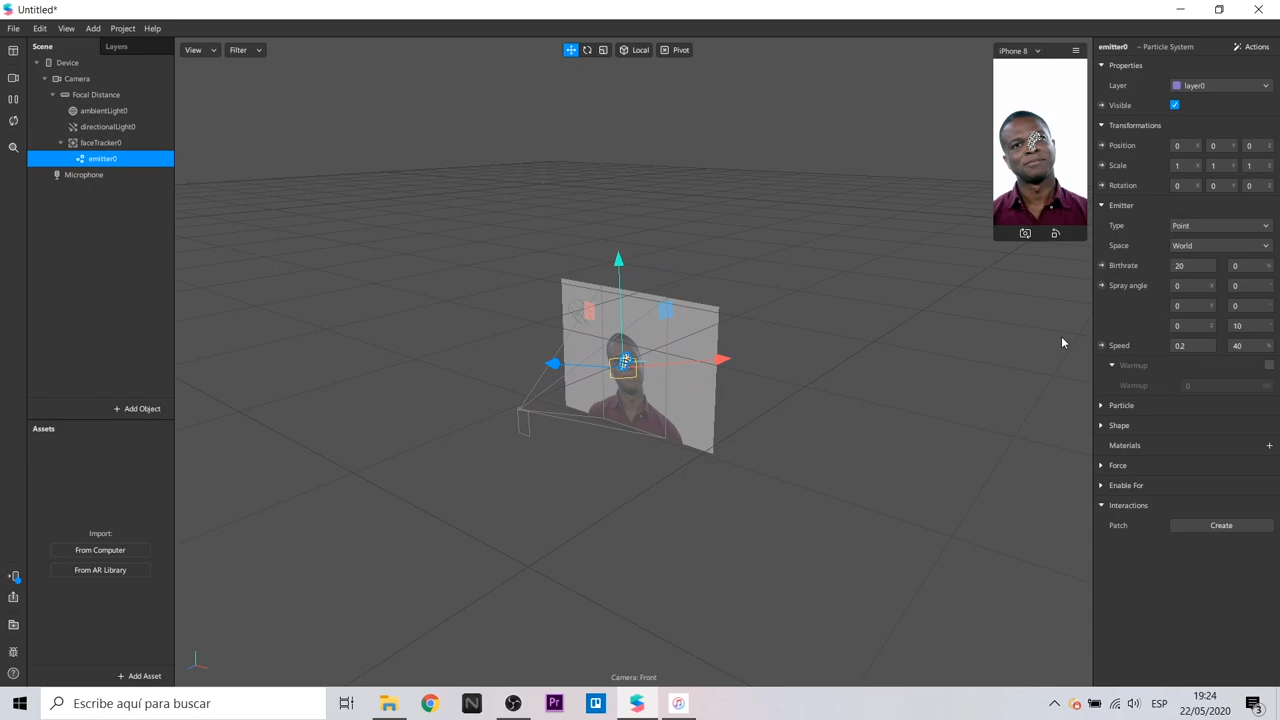 Untitled*
File Edit View Add Project Help
Scene Layers
View Filter Local Pivot
iPhone 8
emitter0 – Particle System Actions
Device
Camera
Focal Distance
ambientLight0
directionalLight0
faceTracker0
emitter0
Microphone
+ Add Object
Assets
Import:
From Computer
From AR Library
+ Add Asset
Camera: Front
Properties
Layer layer0
Visible
Transformations
Position 0 X 0 Y 0 Z
Scale 1 X 1 Y 1 Z
Rotation 0 X 0 Y 0 Z
Emitter
Type Point
Space World
Birthrate 20 0 %
Spray angle 0 X 0 °
0 Y 0 °
0 Z 10 °
Speed 0.2 40 %
Warmup
Warmup 0
Particle
Shape
Materials +
Force
Enable For
Interactions
Patch Create
Escribe aquí para buscar
N
Pr
ESP
19:24
22/05/2020
3